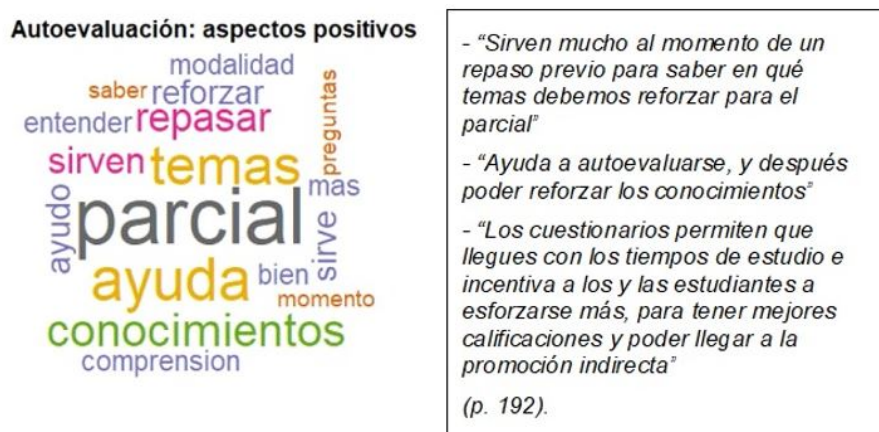 Autoevaluación: aspectos positivos
modalidad
saber reforzar
entender repasar
preguntas
sirven temas
mas
ayudo
parcial
sirve
ayuda bien
momento
conocimientos
comprension
- “Sirven mucho al momento de un
repaso previo para saber en qué
temas debemos reforzar para el
parcial”
- “Ayuda a autoevaluarse, y después
poder reforzar los conocimientos”
- “Los cuestionarios permiten que
llegues con los tiempos de estudio e
incentiva a los y las estudiantes a
esforzarse más, para tener mejores
calificaciones y poder llegar a la
promoción indirecta”
(p. 192).